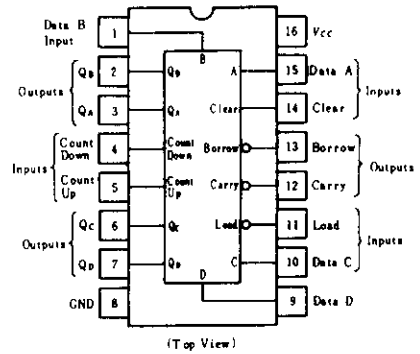 Data B
Input
1
16
Vcc
B
QB
2
QB
A
15
Data A
Outputs
Inputs
QA
3
QA
Clear
14
Clear
Count
Down
4
Count
Down
Borrow
13
Borrow
Inputs
Outputs
Count
Up
5
Count
Up
Carry
12
Carry
QC
6
QC
Load
11
Load
Outputs
Inputs
QD
7
QD
C
10
Data C
D
GND
8
9
Data D
(Top View)